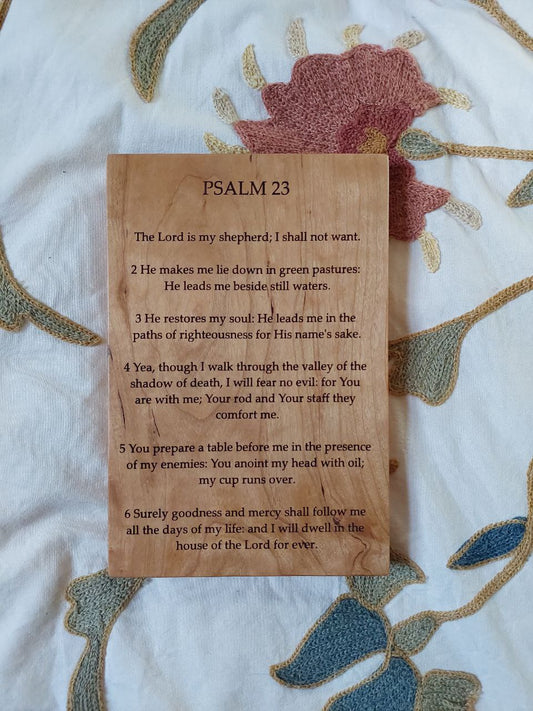 PSALM 23
The Lord is my shepherd; I shall not want.
2 He makes me lie down in green pastures:
He leads me beside still waters.
3 He restores my soul: He leads me in the
paths of righteousness for His name's sake.
4 Yea, though I walk through the valley of the
shadow of death, I will fear no evil: for You
are with me; Your rod and Your staff they
comfort me.
5 You prepare a table before me in the presence
of my enemies: You anoint my head with oil;
my cup runs over.
6 Surely goodness and mercy shall follow me
all the days of my life: and I will dwell in the
house of the Lord for ever.